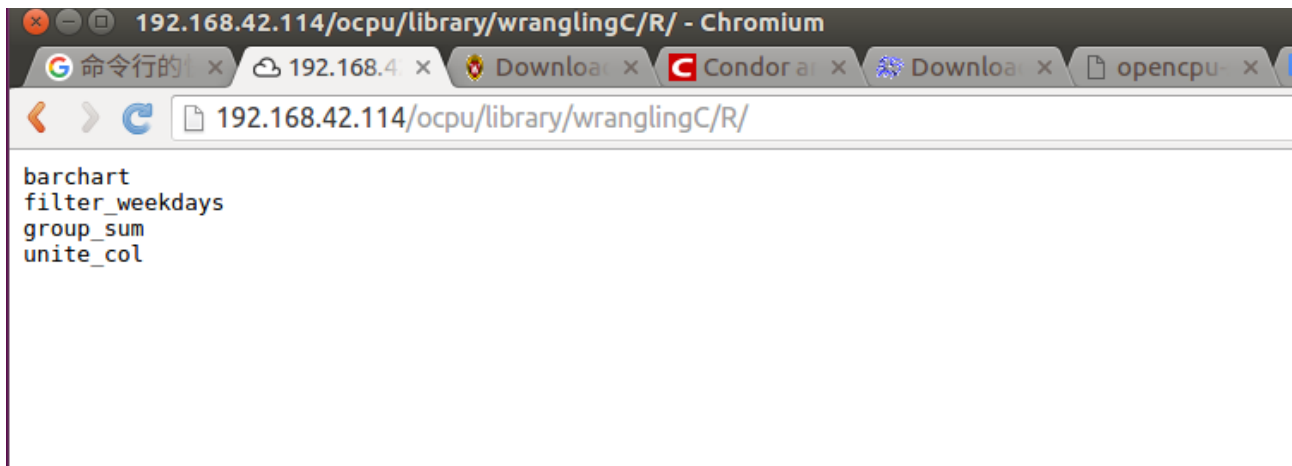 192.168.42.114/ocpu/library/wranglingC/R/ - Chromium
命令行的 192.168.4 Downloa Condor a Downloa opencpu-
192.168.42.114/ocpu/library/wranglingC/R/
barchart
filter_weekdays
group_sum
unite_col